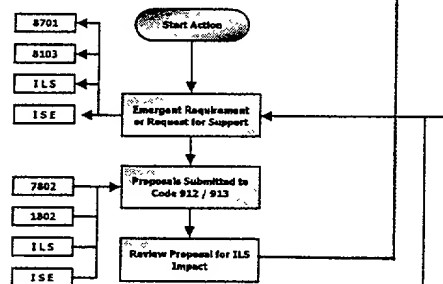 8701
Start Action
8103
ILS
ISE
Emergent Requirement
or Request for Support
7802
Proposals Submitted to
Code 912 / 913
1802
ILS
Review Proposal for ILS
Impact
ISE